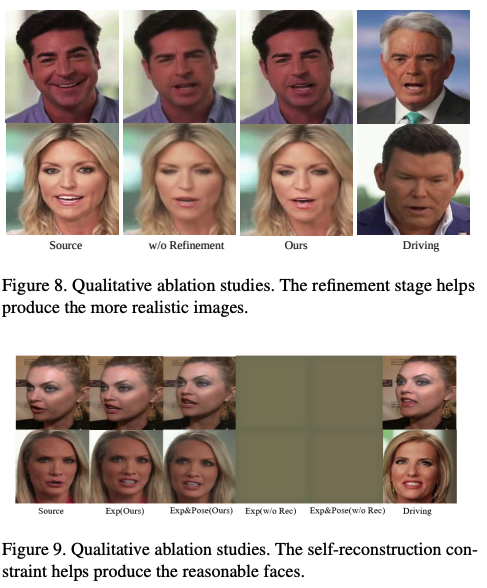 Source w/o Refinement Ours Driving
Figure 8. Qualitative ablation studies. The refinement stage helps
produce the more realistic images.
Source Exp(Ours) Exp&Pose(Ours) Exp(w/o Rec) Exp&Pose(w/o Rec) Driving
Figure 9. Qualitative ablation studies. The self-reconstruction con-
straint helps produce the reasonable faces.